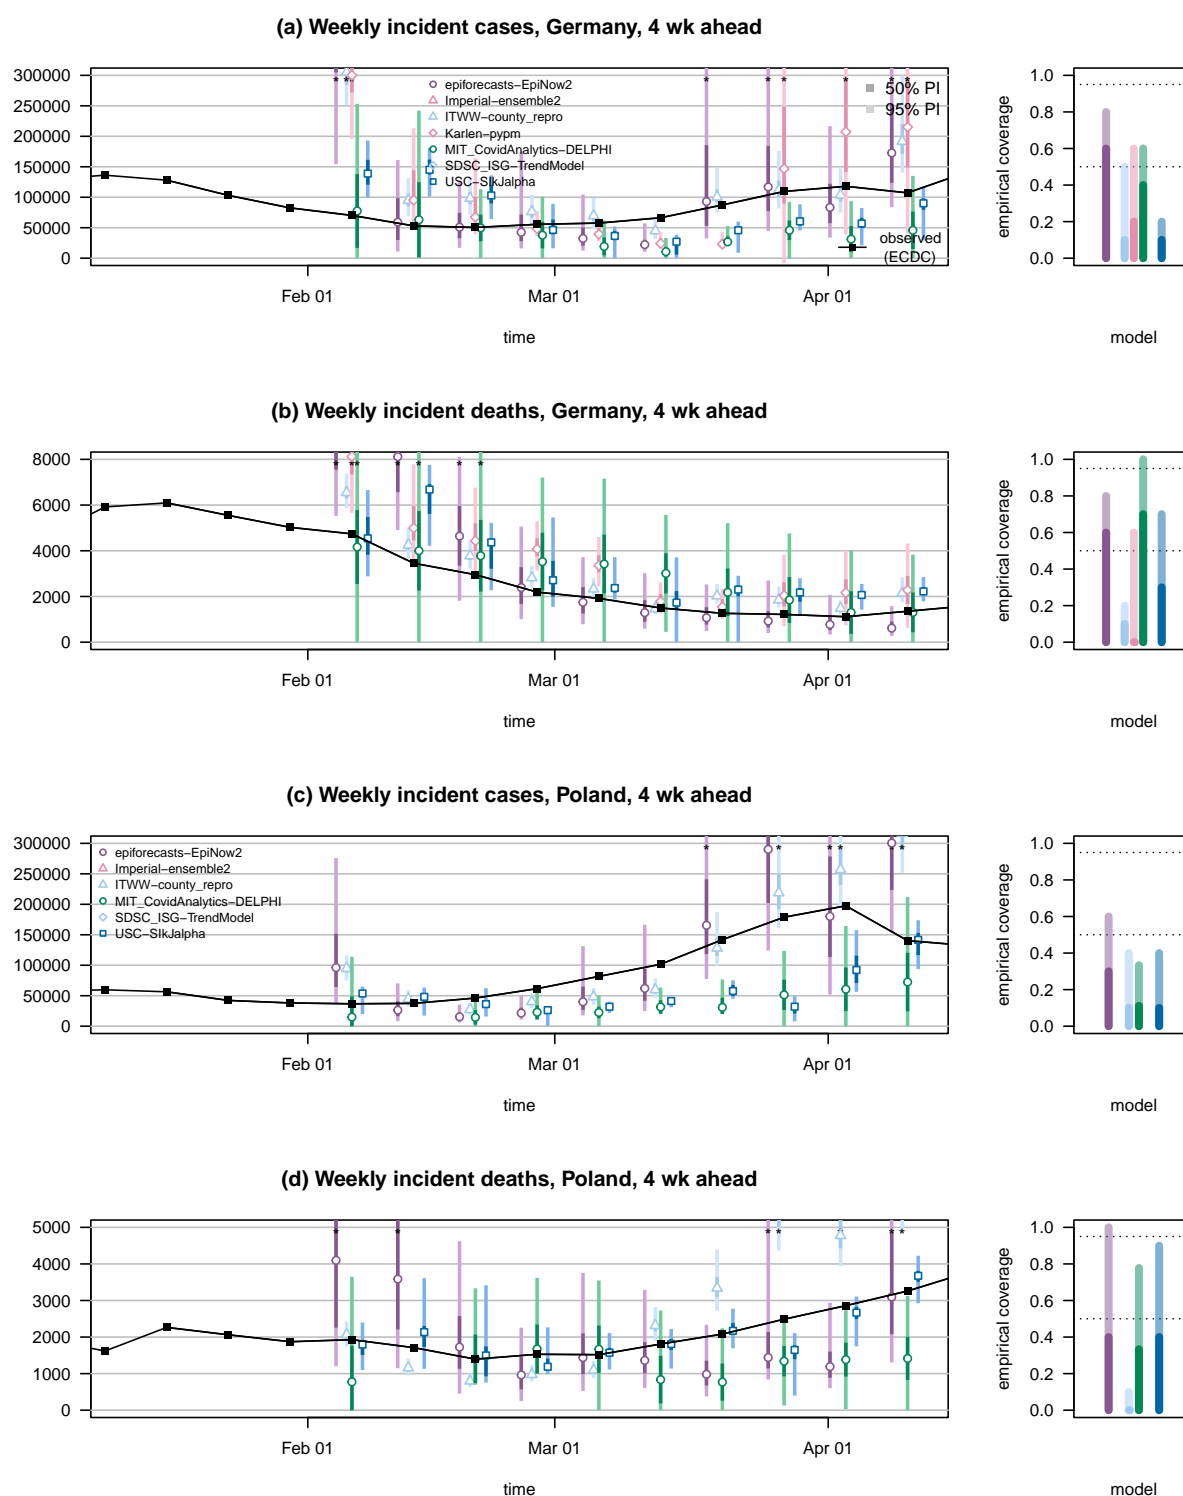 (a) Weekly incident cases, Germany, 4 wk ahead
300000
250000
200000
150000
100000
50000
0
epiforecasts−EpiNow2
Imperial−ensemble2
ITWW−county_repro
Karlen−pypm
MIT_CovidAnalytics−DELPHI
SDSC_ISG−TrendModel
USC−SIkJalpha
50% PI
95% PI
observed
(ECDC)
Feb 01
Mar 01
Apr 01
time
empirical coverage
1.0
0.8
0.6
0.4
0.2
0.0
model
(b) Weekly incident deaths, Germany, 4 wk ahead
8000
6000
4000
2000
0
Feb 01
Mar 01
Apr 01
time
empirical coverage
1.0
0.8
0.6
0.4
0.2
0.0
model
(c) Weekly incident cases, Poland, 4 wk ahead
300000
250000
200000
150000
100000
50000
0
epiforecasts−EpiNow2
Imperial−ensemble2
ITWW−county_repro
MIT_CovidAnalytics−DELPHI
SDSC_ISG−TrendModel
USC−SIkJalpha
Feb 01
Mar 01
Apr 01
time
empirical coverage
1.0
0.8
0.6
0.4
0.2
0.0
model
(d) Weekly incident deaths, Poland, 4 wk ahead
5000
4000
3000
2000
1000
0
Feb 01
Mar 01
Apr 01
time
empirical coverage
1.0
0.8
0.6
0.4
0.2
0.0
model